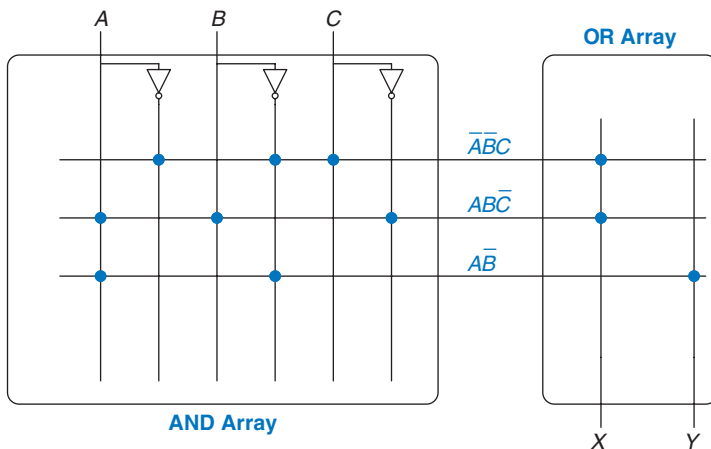 A B C
OR Array
A̅B̅C
ABC̅
AB̅
AND Array
X Y